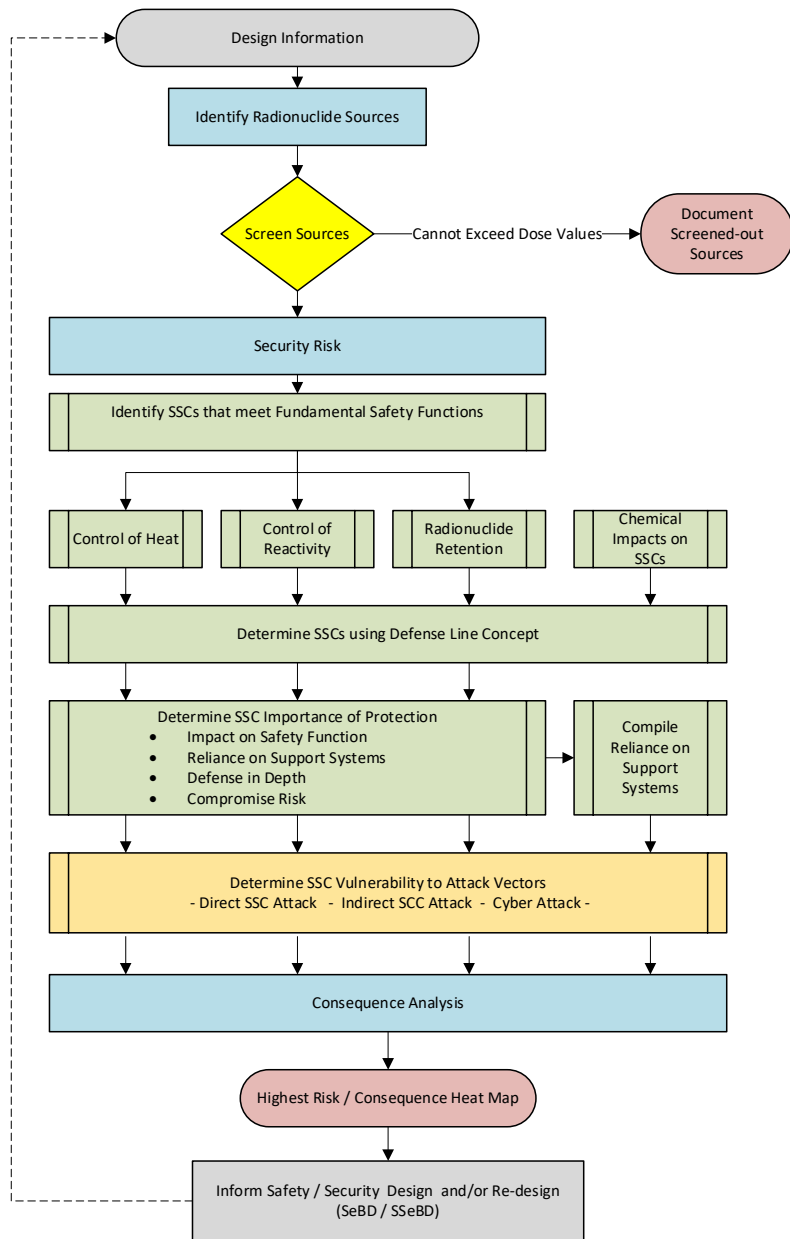 Design Information
Identify Radionuclide Sources
Screen Sources
Cannot Exceed Dose Values
Document
Screened-out
Sources
Security Risk
Identify SSCs that meet Fundamental Safety Functions
Control of Heat
Control of
Reactivity
Radionuclide
Retention
Chemical
Impacts on
SSCs
Determine SSCs using Defense Line Concept
Determine SSC Importance of Protection
• Impact on Safety Function
• Reliance on Support Systems
• Defense in Depth
• Compromise Risk
Compile
Reliance on
Support
Systems
Determine SSC Vulnerability to Attack Vectors
- Direct SSC Attack - Indirect SCC Attack - Cyber Attack -
Consequence Analysis
Highest Risk / Consequence Heat Map
Inform Safety / Security Design and/or Re-design
(SeBD / SSeBD)